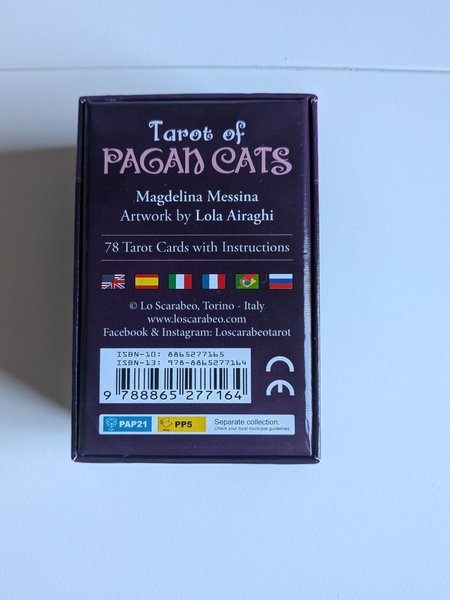 Tarot of
PAGAN CATS
Magdelina Messina
Artwork by Lola Airaghi
78 Tarot Cards with Instructions
© Lo Scarabeo, Torino - Italy
www.loscarabeo.com
Facebook & Instagram: Loscarabeotarot
ISBN-10: 8865277165
ISBN-13: 978-8865277164
9 788865 277164
CE
PAP21 PP5 Separate collection.
Check your local municipal guidelines.